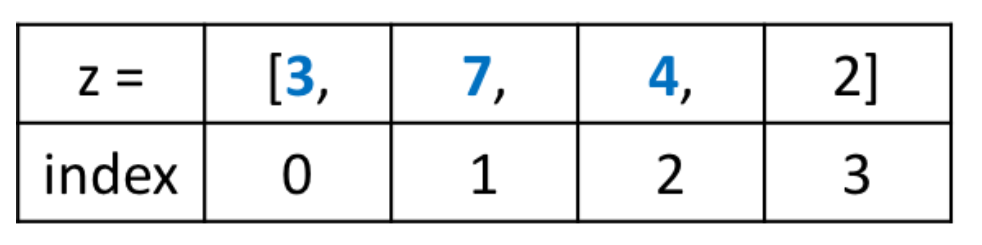 z = [3, 7, 4, 2]
index 0 1 2 3